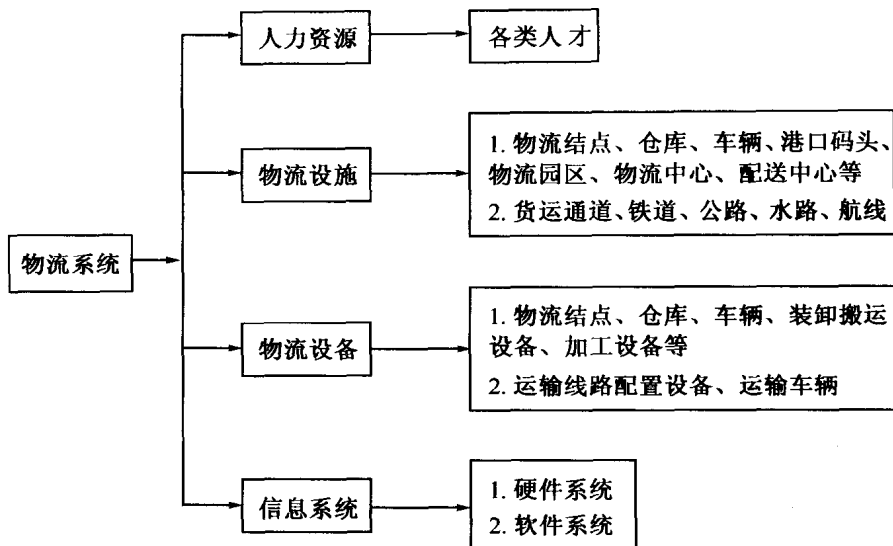 人力资源
各类人才
物流设施
1. 物流结点、仓库、车辆、港口码头、
物流园区、物流中心、配送中心等
2. 货运通道、铁道、公路、水路、航线
物流系统
物流设备
1. 物流结点、仓库、车辆、装卸搬运
设备、加工设备等
2. 运输线路配置设备、运输车辆
信息系统
1. 硬件系统
2. 软件系统